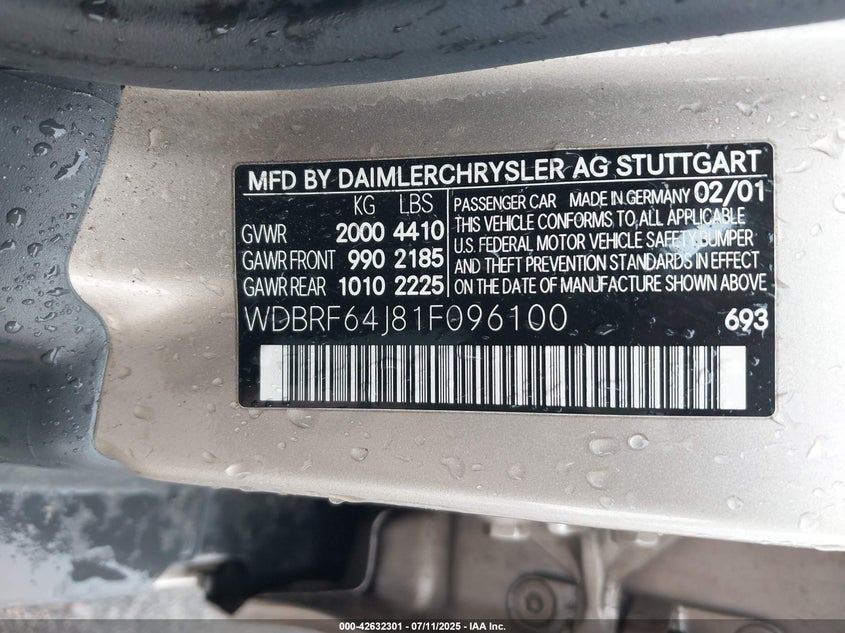 MFD BY DAIMLERCHRYSLER AG STUTTGART
KG LBS
GVWR 2000 4410
GAWR FRONT 990 2185
GAWR REAR 1010 2225
PASSENGER CAR MADE IN GERMANY 02/01
THIS VEHICLE CONFORMS TO ALL APPLICABLE
U.S. FEDERAL MOTOR VEHICLE SAFETY, BUMPER
AND THEFT PREVENTION STANDARDS IN EFFECT
ON THE DATE OF MANUFACTURE SHOWN ABOVE
WDBRF64J81F096100 693
000-42632301 - 07/11/2025 - IAA Inc.